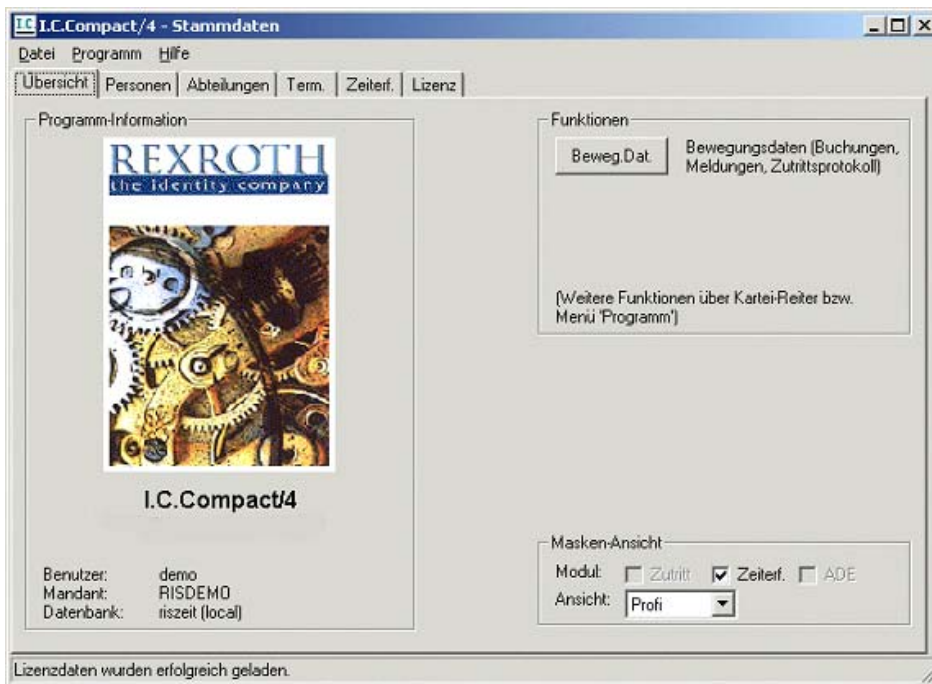 I.C.Compact/4 - Stammdaten
Datei Programm Hilfe
Übersicht Personen Abteilungen Term. Zeiterf. Lizenz
Programm-Information
REXROTH
the identity company
I.C.Compact/4
Benutzer: demo
Mandant: RISDEMO
Datenbank: riszeit (local)
Funktionen
Beweg.Dat.
Bewegungsdaten (Buchungen,
Meldungen, Zutrittsprotokoll)
(Weitere Funktionen über Kartei-Reiter bzw.
Menü 'Programm')
Masken-Ansicht
Modul: Zutritt Zeiterf. ADE
Ansicht: Profi
Lizenzdaten wurden erfolgreich geladen.